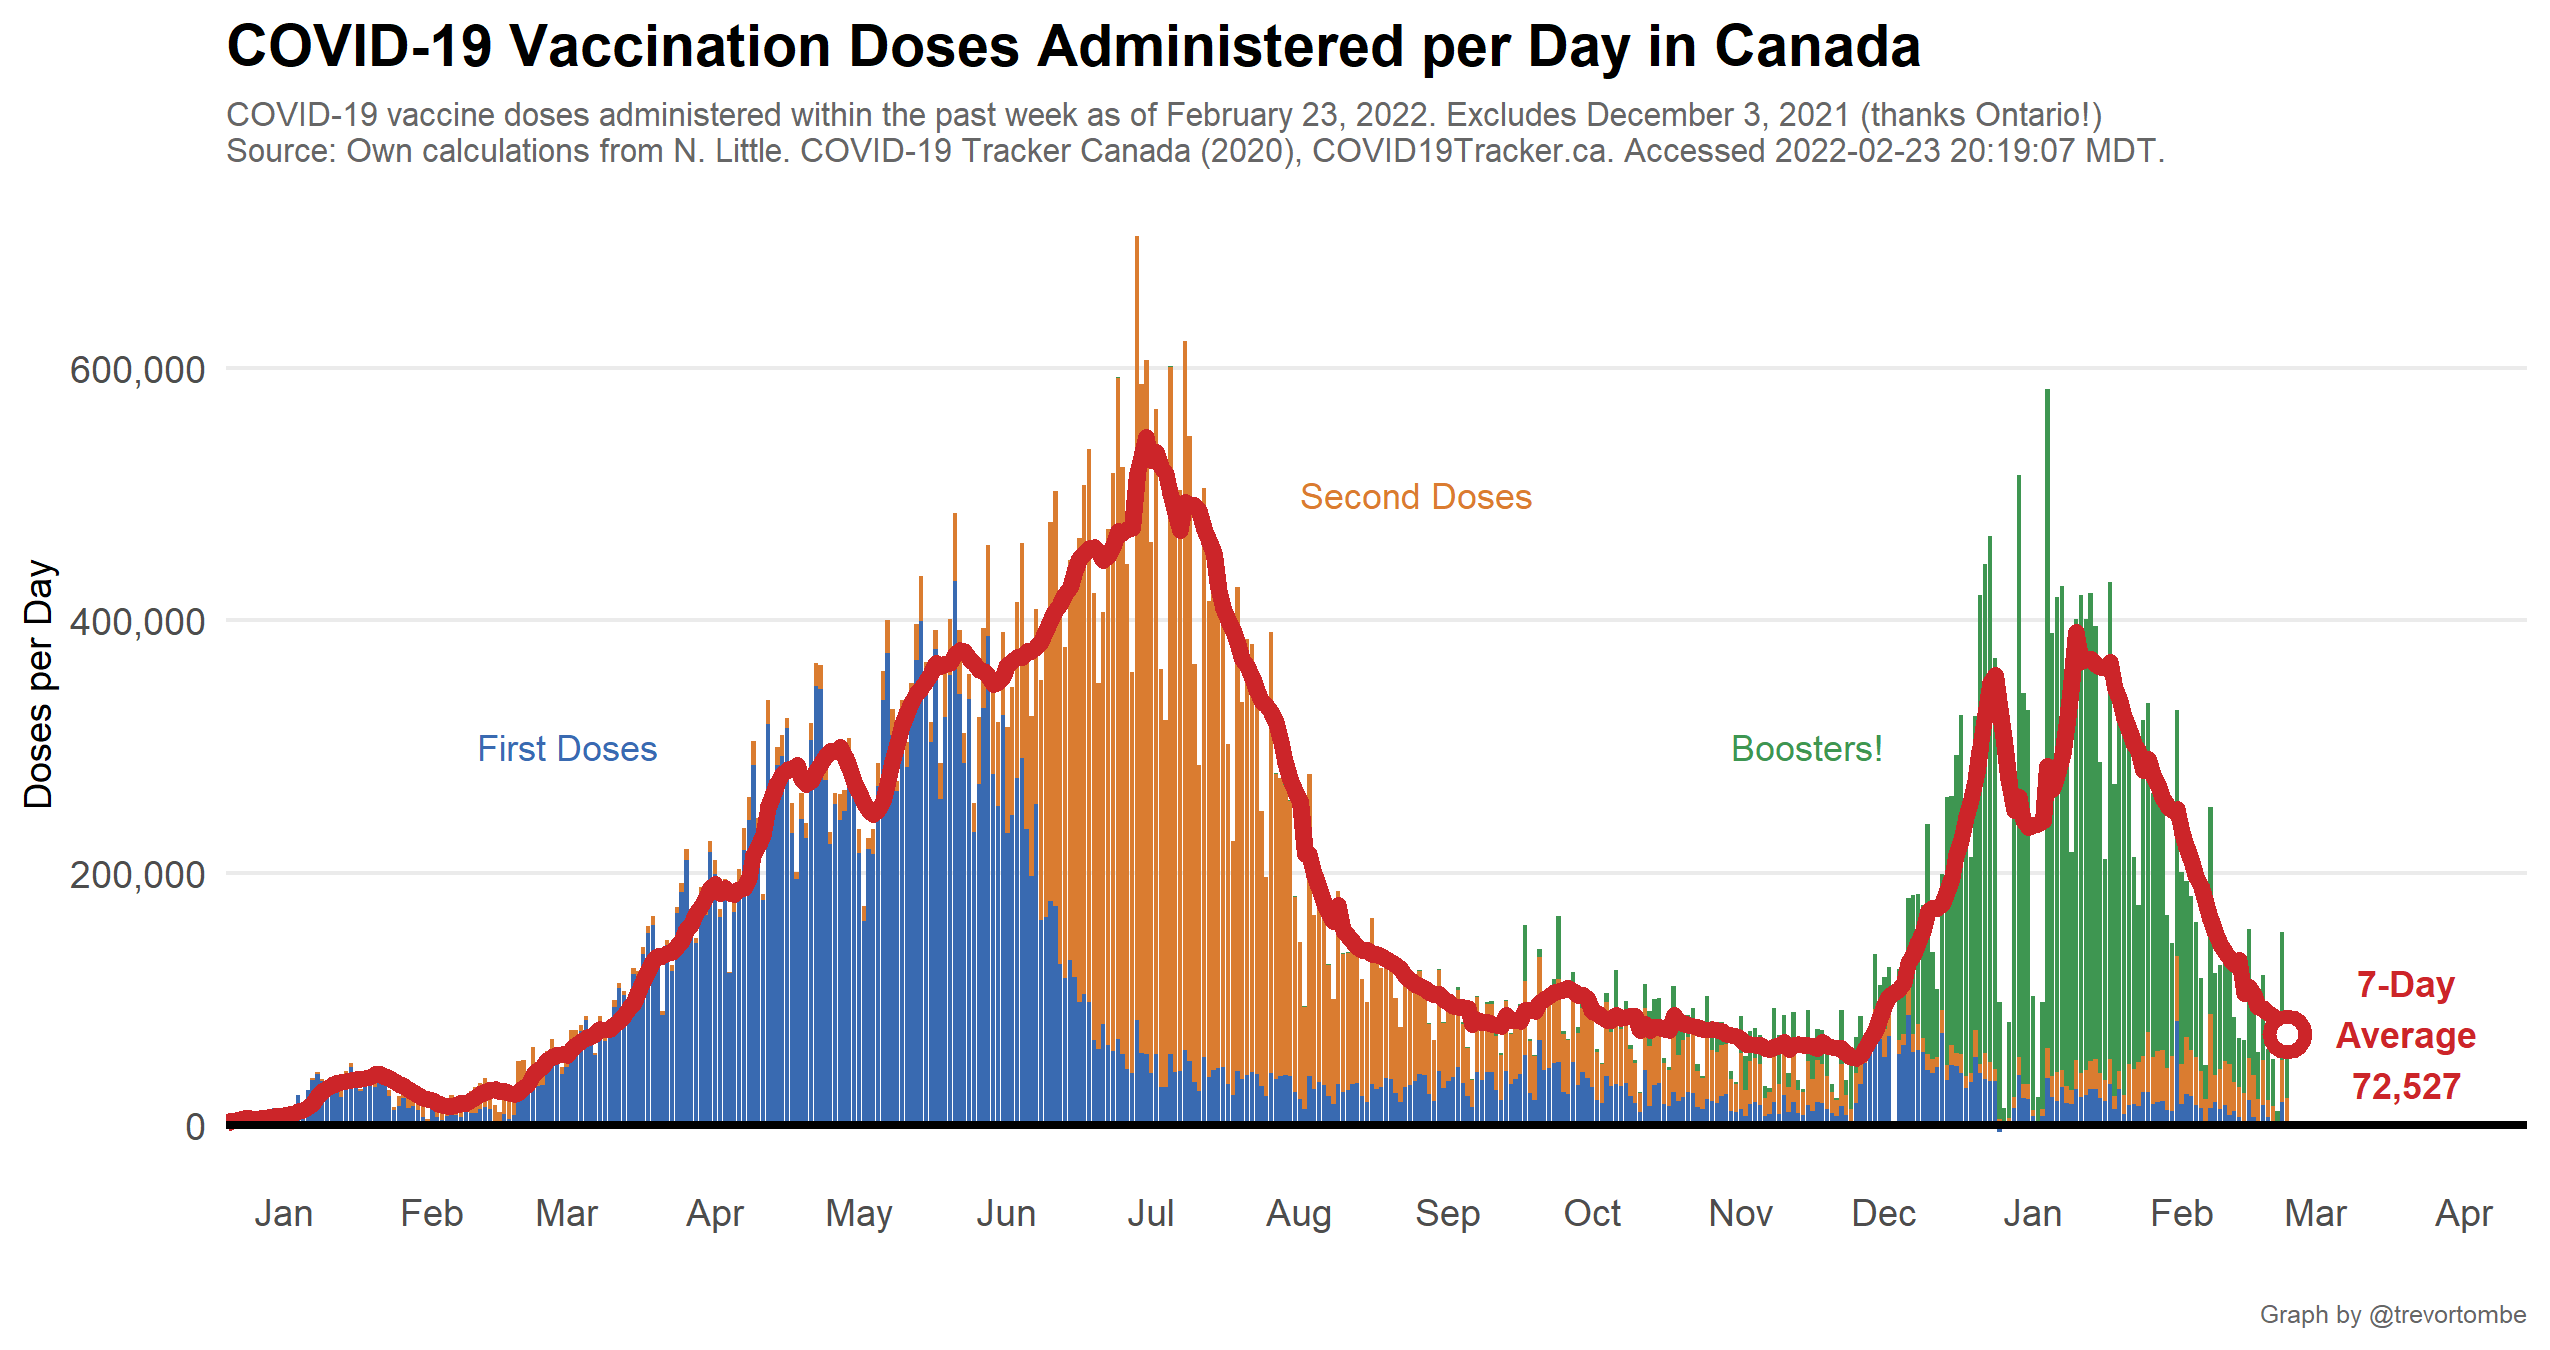 COVID-19 Vaccination Doses Administered per Day in Canada
COVID-19 vaccine doses administered within the past week as of February 23, 2022. Excludes December 3, 2021 (thanks Ontario!)
Source: Own calculations from N. Little. COVID-19 Tracker Canada (2020), COVID19Tracker.ca. Accessed 2022-02-23 20:19:07 MDT.
Doses per Day
600,000
400,000
200,000
0
First Doses
Second Doses
Boosters!
7-Day
Average
72,527
Jan Feb Mar Apr May Jun Jul Aug Sep Oct Nov Dec Jan Feb Mar Apr
Graph by @trevortombe